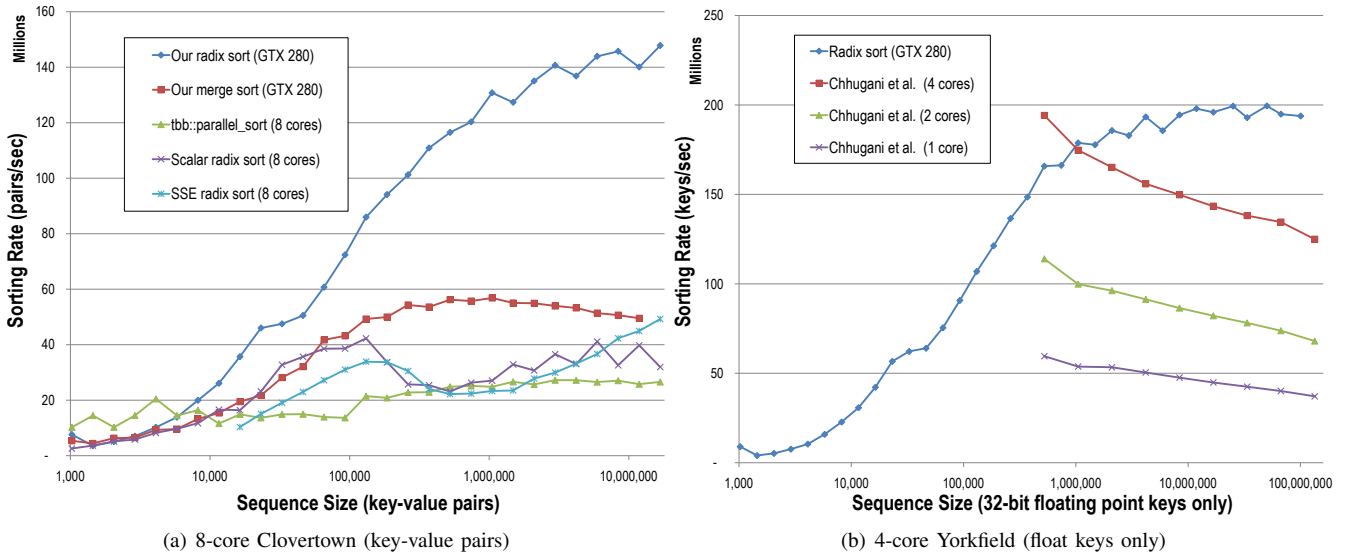 Millions
Sorting Rate (pairs/sec)
160
140
120
100
80
60
40
20
-
Our radix sort (GTX 280)
Our merge sort (GTX 280)
tbb::parallel_sort (8 cores)
Scalar radix sort (8 cores)
SSE radix sort (8 cores)
1,000
10,000
100,000
1,000,000
10,000,000
Sequence Size (key-value pairs)
(a) 8-core Clovertown (key-value pairs)
Millions
Sorting Rate (keys/sec)
250
200
150
100
50
-
Radix sort (GTX 280)
Chhugani et al. (4 cores)
Chhugani et al. (2 cores)
Chhugani et al. (1 core)
1,000
10,000
100,000
1,000,000
10,000,000
100,000,000
Sequence Size (32-bit floating point keys only)
(b) 4-core Yorkfield (float keys only)